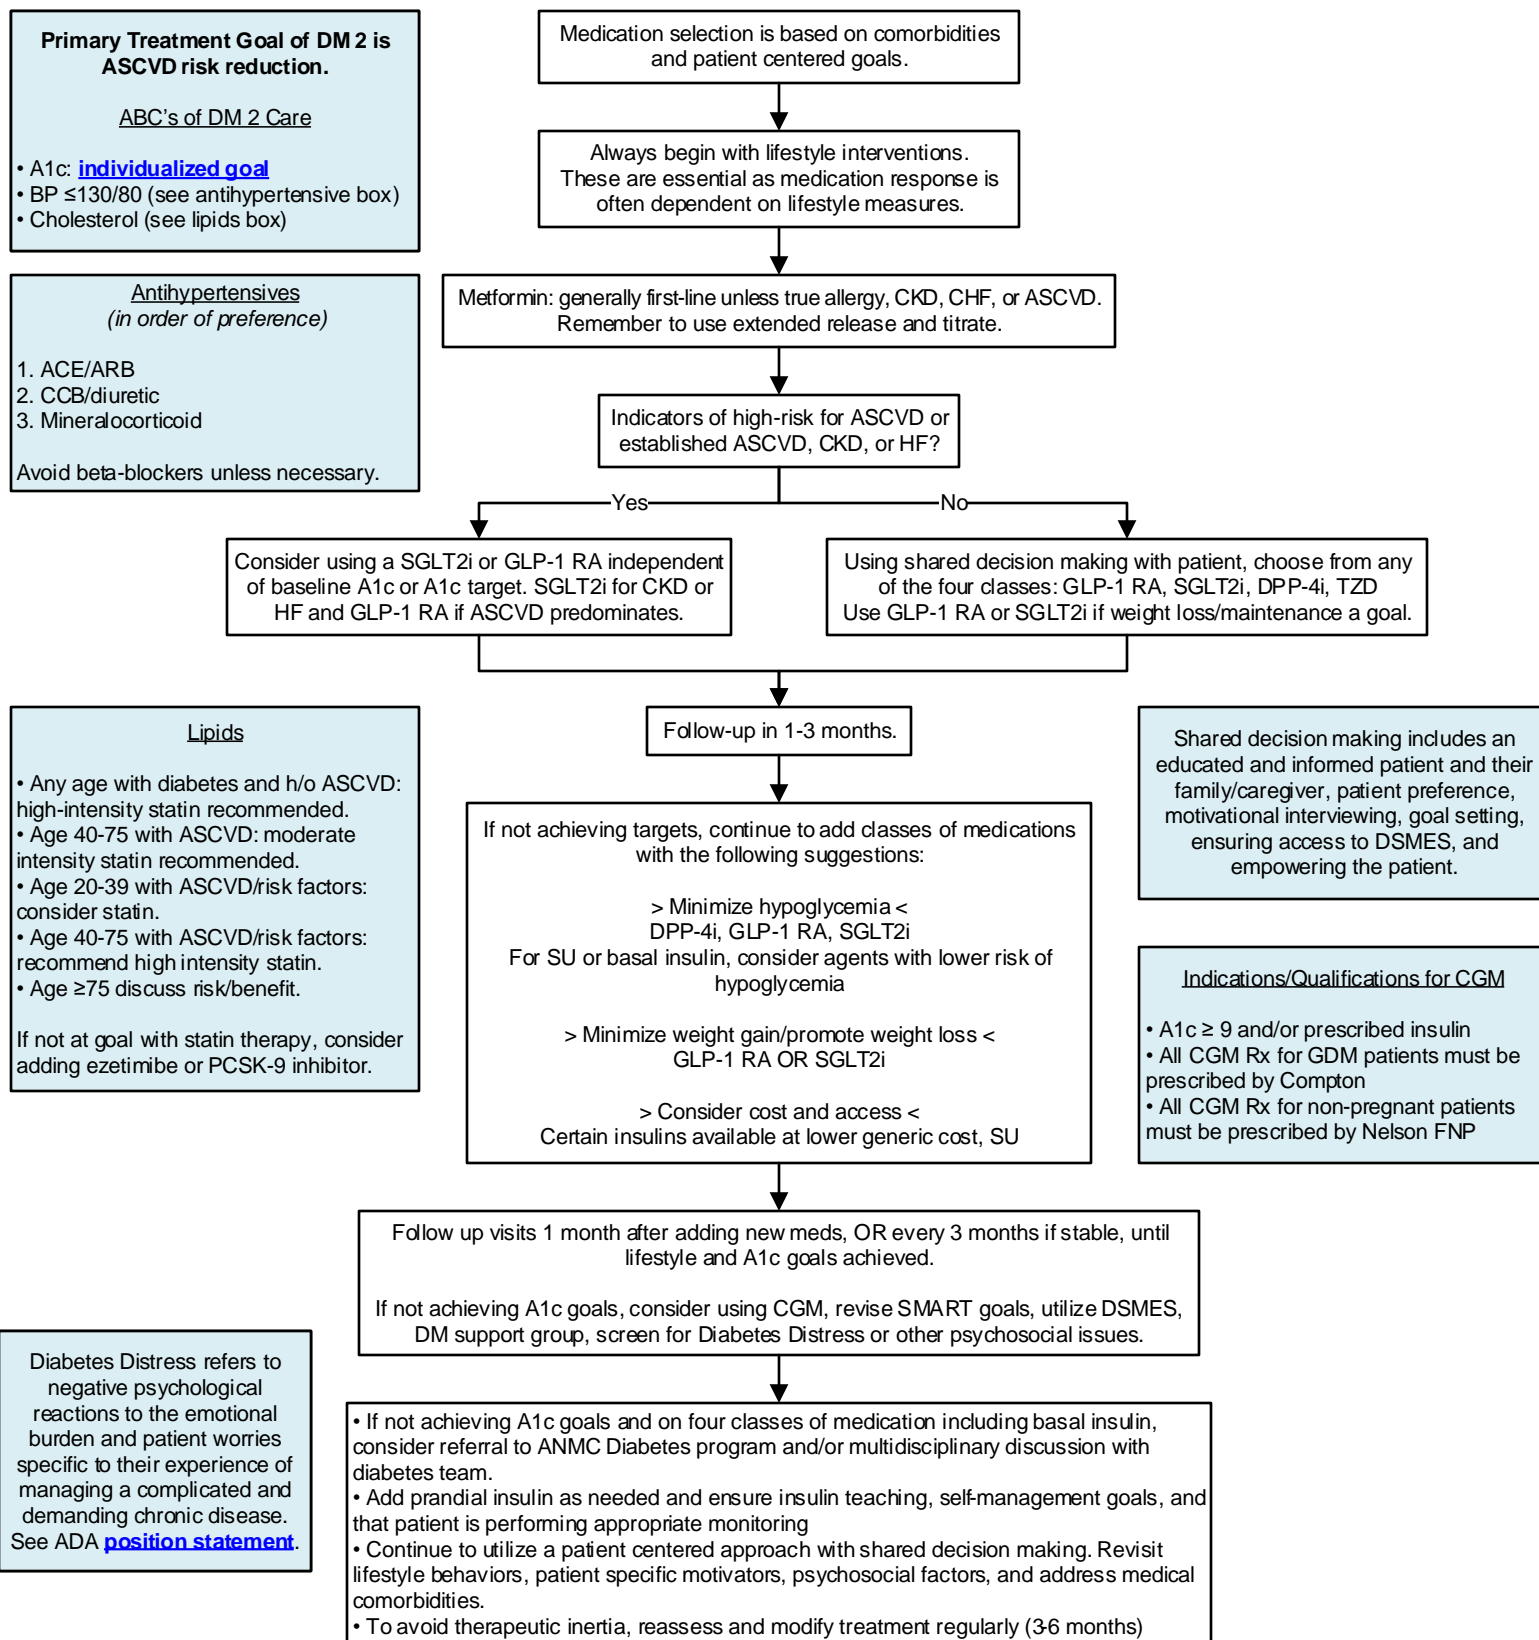 Primary Treatment Goal of DM 2 is
ASCVD risk reduction.
ABC's of DM 2 Care
• A1c: individualized goal
• BP ≤130/80 (see antihypertensive box)
• Cholesterol (see lipids box)
Medication selection is based on comorbidities
and patient centered goals.
Always begin with lifestyle interventions.
These are essential as medication response is
often dependent on lifestyle measures.
Antihypertensives
(in order of preference)
1. ACE/ARB
2. CCB/diuretic
3. Mineralocorticoid
Avoid beta-blockers unless necessary.
Metformin: generally first-line unless true allergy, CKD, CHF, or ASCVD.
Remember to use extended release and titrate.
Indicators of high-risk for ASCVD or
established ASCVD, CKD, or HF?
Yes
No
Consider using a SGLT2i or GLP-1 RA independent
of baseline A1c or A1c target. SGLT2i for CKD or
HF and GLP-1 RA if ASCVD predominates.
Using shared decision making with patient, choose from any
of the four classes: GLP-1 RA, SGLT2i, DPP-4i, TZD
Use GLP-1 RA or SGLT2i if weight loss/maintenance a goal.
Lipids
• Any age with diabetes and h/o ASCVD:
high-intensity statin recommended.
• Age 40-75 with ASCVD: moderate
intensity statin recommended.
• Age 20-39 with ASCVD/risk factors:
consider statin.
• Age 40-75 with ASCVD/risk factors:
recommend high intensity statin.
• Age ≥75 discuss risk/benefit.
If not at goal with statin therapy, consider
adding ezetimibe or PCSK-9 inhibitor.
Follow-up in 1-3 months.
If not achieving targets, continue to add classes of medications
with the following suggestions:
> Minimize hypoglycemia <
DPP-4i, GLP-1 RA, SGLT2i
For SU or basal insulin, consider agents with lower risk of
hypoglycemia
> Minimize weight gain/promote weight loss <
GLP-1 RA OR SGLT2i
> Consider cost and access <
Certain insulins available at lower generic cost, SU
Shared decision making includes an
educated and informed patient and their
family/caregiver, patient preference,
motivational interviewing, goal setting,
ensuring access to DSMES, and
empowering the patient.
Indications/Qualifications for CGM
• A1c ≥ 9 and/or prescribed insulin
• All CGM Rx for GDM patients must be
prescribed by Compton
• All CGM Rx for non-pregnant patients
must be prescribed by Nelson FNP
Follow up visits 1 month after adding new meds, OR every 3 months if stable, until
lifestyle and A1c goals achieved.
If not achieving A1c goals, consider using CGM, revise SMART goals, utilize DSMES,
DM support group, screen for Diabetes Distress or other psychosocial issues.
Diabetes Distress refers to
negative psychological
reactions to the emotional
burden and patient worries
specific to their experience of
managing a complicated and
demanding chronic disease.
See ADA position statement.
• If not achieving A1c goals and on four classes of medication including basal insulin,
consider referral to ANMC Diabetes program and/or multidisciplinary discussion with
diabetes team.
• Add prandial insulin as needed and ensure insulin teaching, self-management goals, and
that patient is performing appropriate monitoring
• Continue to utilize a patient centered approach with shared decision making. Revisit
lifestyle behaviors, patient specific motivators, psychosocial factors, and address medical
comorbidities.
• To avoid therapeutic inertia, reassess and modify treatment regularly (3-6 months)